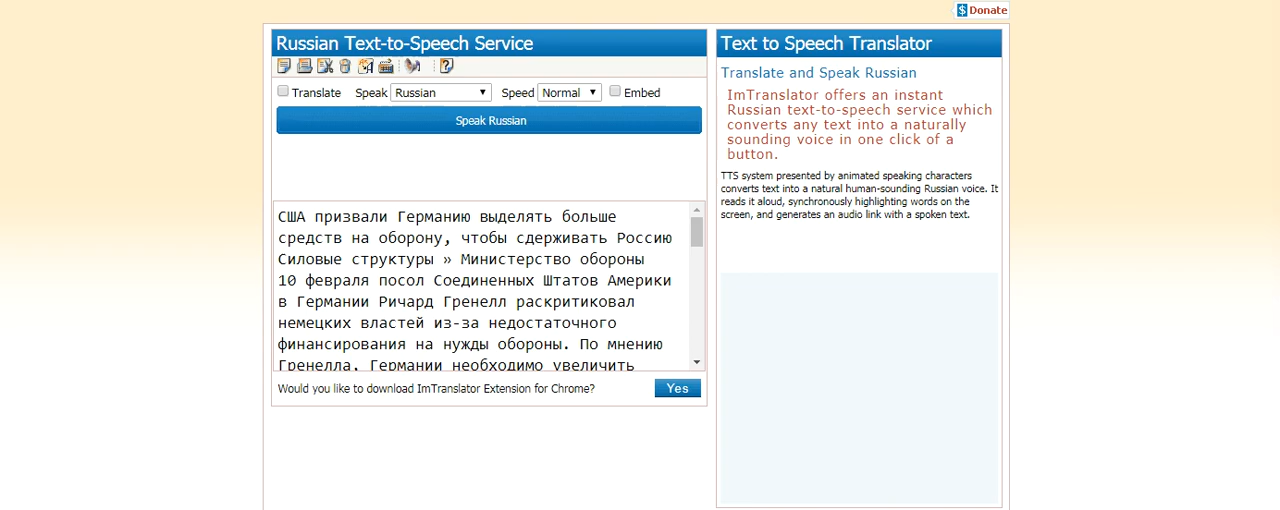 Donate
Russian Text-to-Speech Service
Translate Speak Russian Speed Normal Embed
Speak Russian
США призвали Германию выделять больше
средств на оборону, чтобы сдерживать Россию
Силовые структуры » Министерство обороны
10 февраля посол Соединенных Штатов Америки
в Германии Ричард Гренелл раскритиковал
немецких властей из-за недостаточного
финансирования на нужды обороны. По мнению
Гренелла, Германии необходимо увеличить
Would you like to download ImTranslator Extension for Chrome? Yes
Text to Speech Translator
Translate and Speak Russian
ImTranslator offers an instant
Russian text-to-speech service which
converts any text into a naturally
sounding voice in one click of a
button.
TTS system presented by animated speaking characters
converts text into a natural human-sounding Russian voice. It
reads it aloud, synchronously highlighting words on the
screen, and generates an audio link with a spoken text.